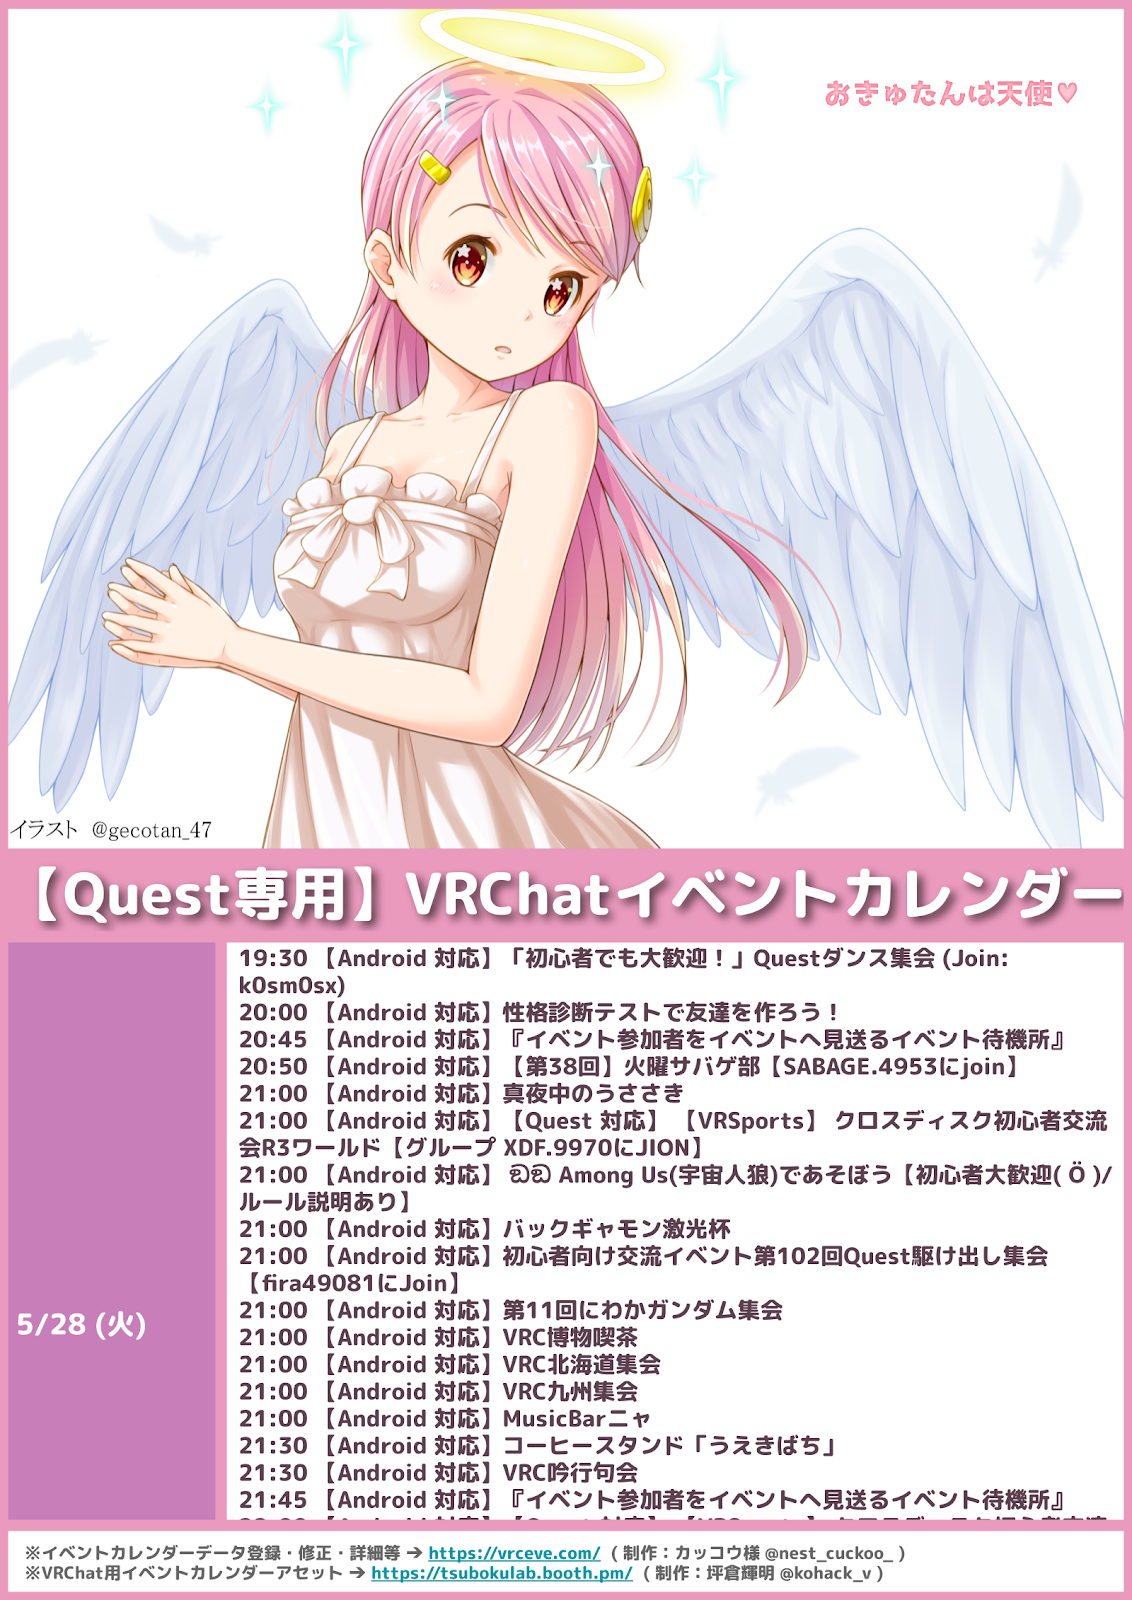 おきゅたんは天使♥
イラスト @gecotan_47
【Quest専用】VRChatイベントカレンダー
5/28 (火)
19:30 【Android 対応】「初心者でも大歓迎！」Questダンス集会 (Join:
k0sm0sx)
20:00 【Android 対応】性格診断テストで友達を作ろう！
20:45 【Android 対応】『イベント参加者をイベントへ見送るイベント待機所』
20:50 【Android 対応】【第38回】火曜サバゲ部【SABAGE.4953にjoin】
21:00 【Android 対応】真夜中のうささき
21:00 【Android 対応】【Quest 対応】 【VRSports】 クロスディスク初心者交流
会R3ワールド【グループ XDF.9970にJION】
21:00 【Android 対応】 ඞඞ Among Us(宇宙人狼)であそぼう【初心者大歓迎( Ö )/
ルール説明あり】
21:00 【Android 対応】バックギャモン激光杯
21:00 【Android 対応】初心者向け交流イベント第102回Quest駆け出し集会
【fira49081にJoin】
21:00 【Android 対応】第11回にわかガンダム集会
21:00 【Android 対応】VRC博物喫茶
21:00 【Android 対応】VRC北海道集会
21:00 【Android 対応】VRC九州集会
21:00 【Android 対応】MusicBarニャ
21:30 【Android 対応】コーヒースタンド「うえきばち」
21:30 【Android 対応】VRC吟行句会
21:45 【Android 対応】『イベント参加者をイベントへ見送るイベント待機所』
※イベントカレンダーデータ登録・修正・詳細等 ➔ https://vrceve.com/ （ 制作：カッコウ様 @nest_cuckoo_ ）
※VRChat用イベントカレンダーアセット ➔ https://tsubokulab.booth.pm/ （ 制作：坪倉輝明 @kohack_v ）